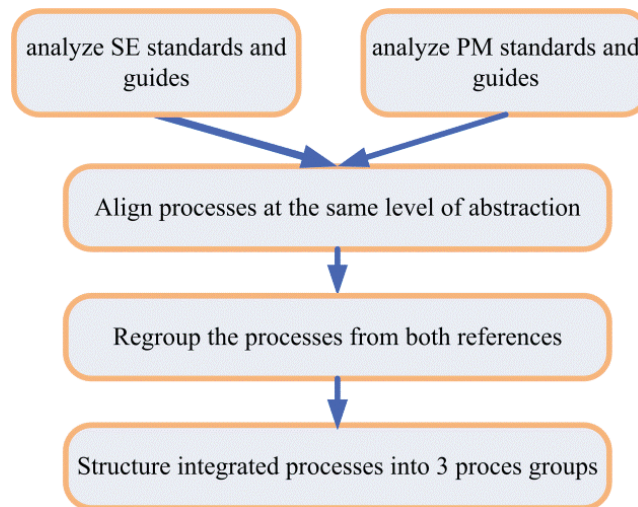 analyze SE standards and
guides
analyze PM standards and
guides
Align processes at the same level of abstraction
Regroup the processes from both references
Structure integrated processes into 3 proces groups